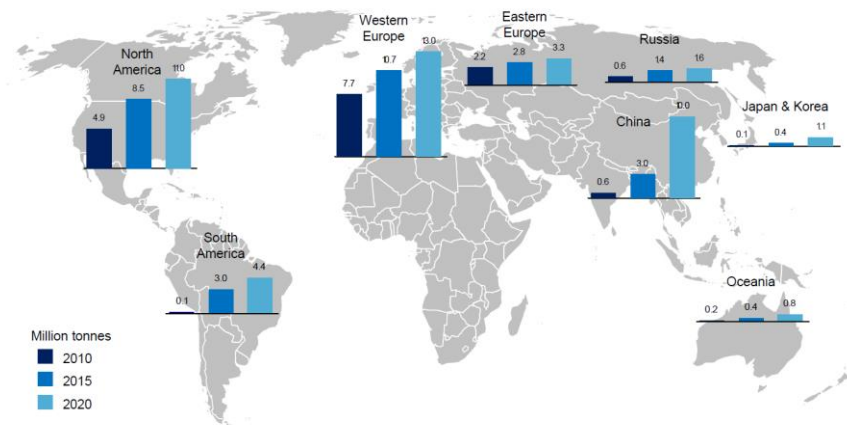 Western
Europe
7.7
10.7
13.0
Eastern
Europe
2.2
2.8
3.3
Russia
0.6
1.4
1.6
North
America
4.9
8.5
11.0
Japan & Korea
0.1
0.4
1.1
China
0.6
3.0
10.0
South
America
0.1
3.0
4.4
Oceania
0.2
0.4
0.8
Million tonnes
2010
2015
2020